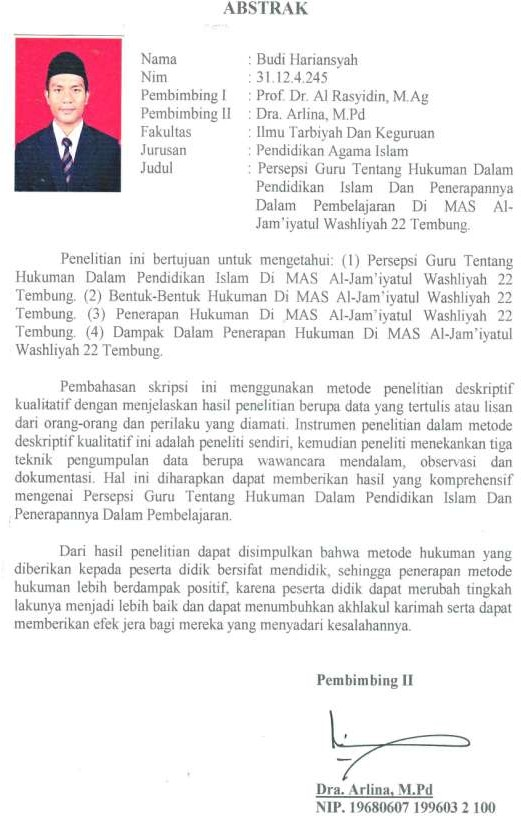 ABSTRAK
Nama : Budi Hariansyah
Nim : 31.12.4.245
Pembimbing I : Prof. Dr. Al Rasyidin, M.Ag
Pembimbing II : Dra. Arlina, M.Pd
Fakultas : Ilmu Tarbiyah Dan Keguruan
Jurusan : Pendidikan Agama Islam
Judul : Persepsi Guru Tentang Hukuman Dalam
Pendidikan Islam Dan Penerapannya
Dalam Pembelajaran Di MAS Al-
Jam'iyatul Washliyah 22 Tembung.
Penelitian ini bertujuan untuk mengetahui: (1) Persepsi Guru Tentang
Hukuman Dalam Pendidikan Islam Di MAS Al-Jam'iyatul Washliyah 22
Tembung. (2) Bentuk-Bentuk Hukuman Di MAS Al-Jam'iyatul Washliyah 22
Tembung. (3) Penerapan Hukuman Di MAS Al-Jam'iyatul Washliyah 22
Tembung. (4) Dampak Dalam Penerapan Hukuman Di MAS Al-Jam'iyatul
Washliyah 22 Tembung.
Pembahasan skripsi ini menggunakan metode penelitian deskriptif
kualitatif dengan menjelaskan hasil penelitian berupa data yang tertulis atau lisan
dari orang-orang dan perilaku yang diamati. Instrumen penelitian dalam metode
deskriptif kualitatif ini adalah peneliti sendiri, kemudian peneliti menekankan tiga
teknik pengumpulan data berupa wawancara mendalam, observasi dan
dokumentasi. Hal ini diharapkan dapat memberikan hasil yang komprehensif
mengenai Persepsi Guru Tentang Hukuman Dalam Pendidikan Islam Dan
Penerapannya Dalam Pembelajaran.
Dari hasil penelitian dapat disimpulkan bahwa metode hukuman yang
diberikan kepada peserta didik bersifat mendidik, sehingga penerapan metode
hukuman lebih berdampak positif, karena peserta didik dapat merubah tingkah
lakunya menjadi lebih baik dan dapat menumbuhkan akhlakul karimah serta dapat
memberikan efek jera bagi mereka yang menyadari kesalahannya.
Pembimbing II
Dra. Arlina, M.Pd
NIP. 19680607 199603 2 100